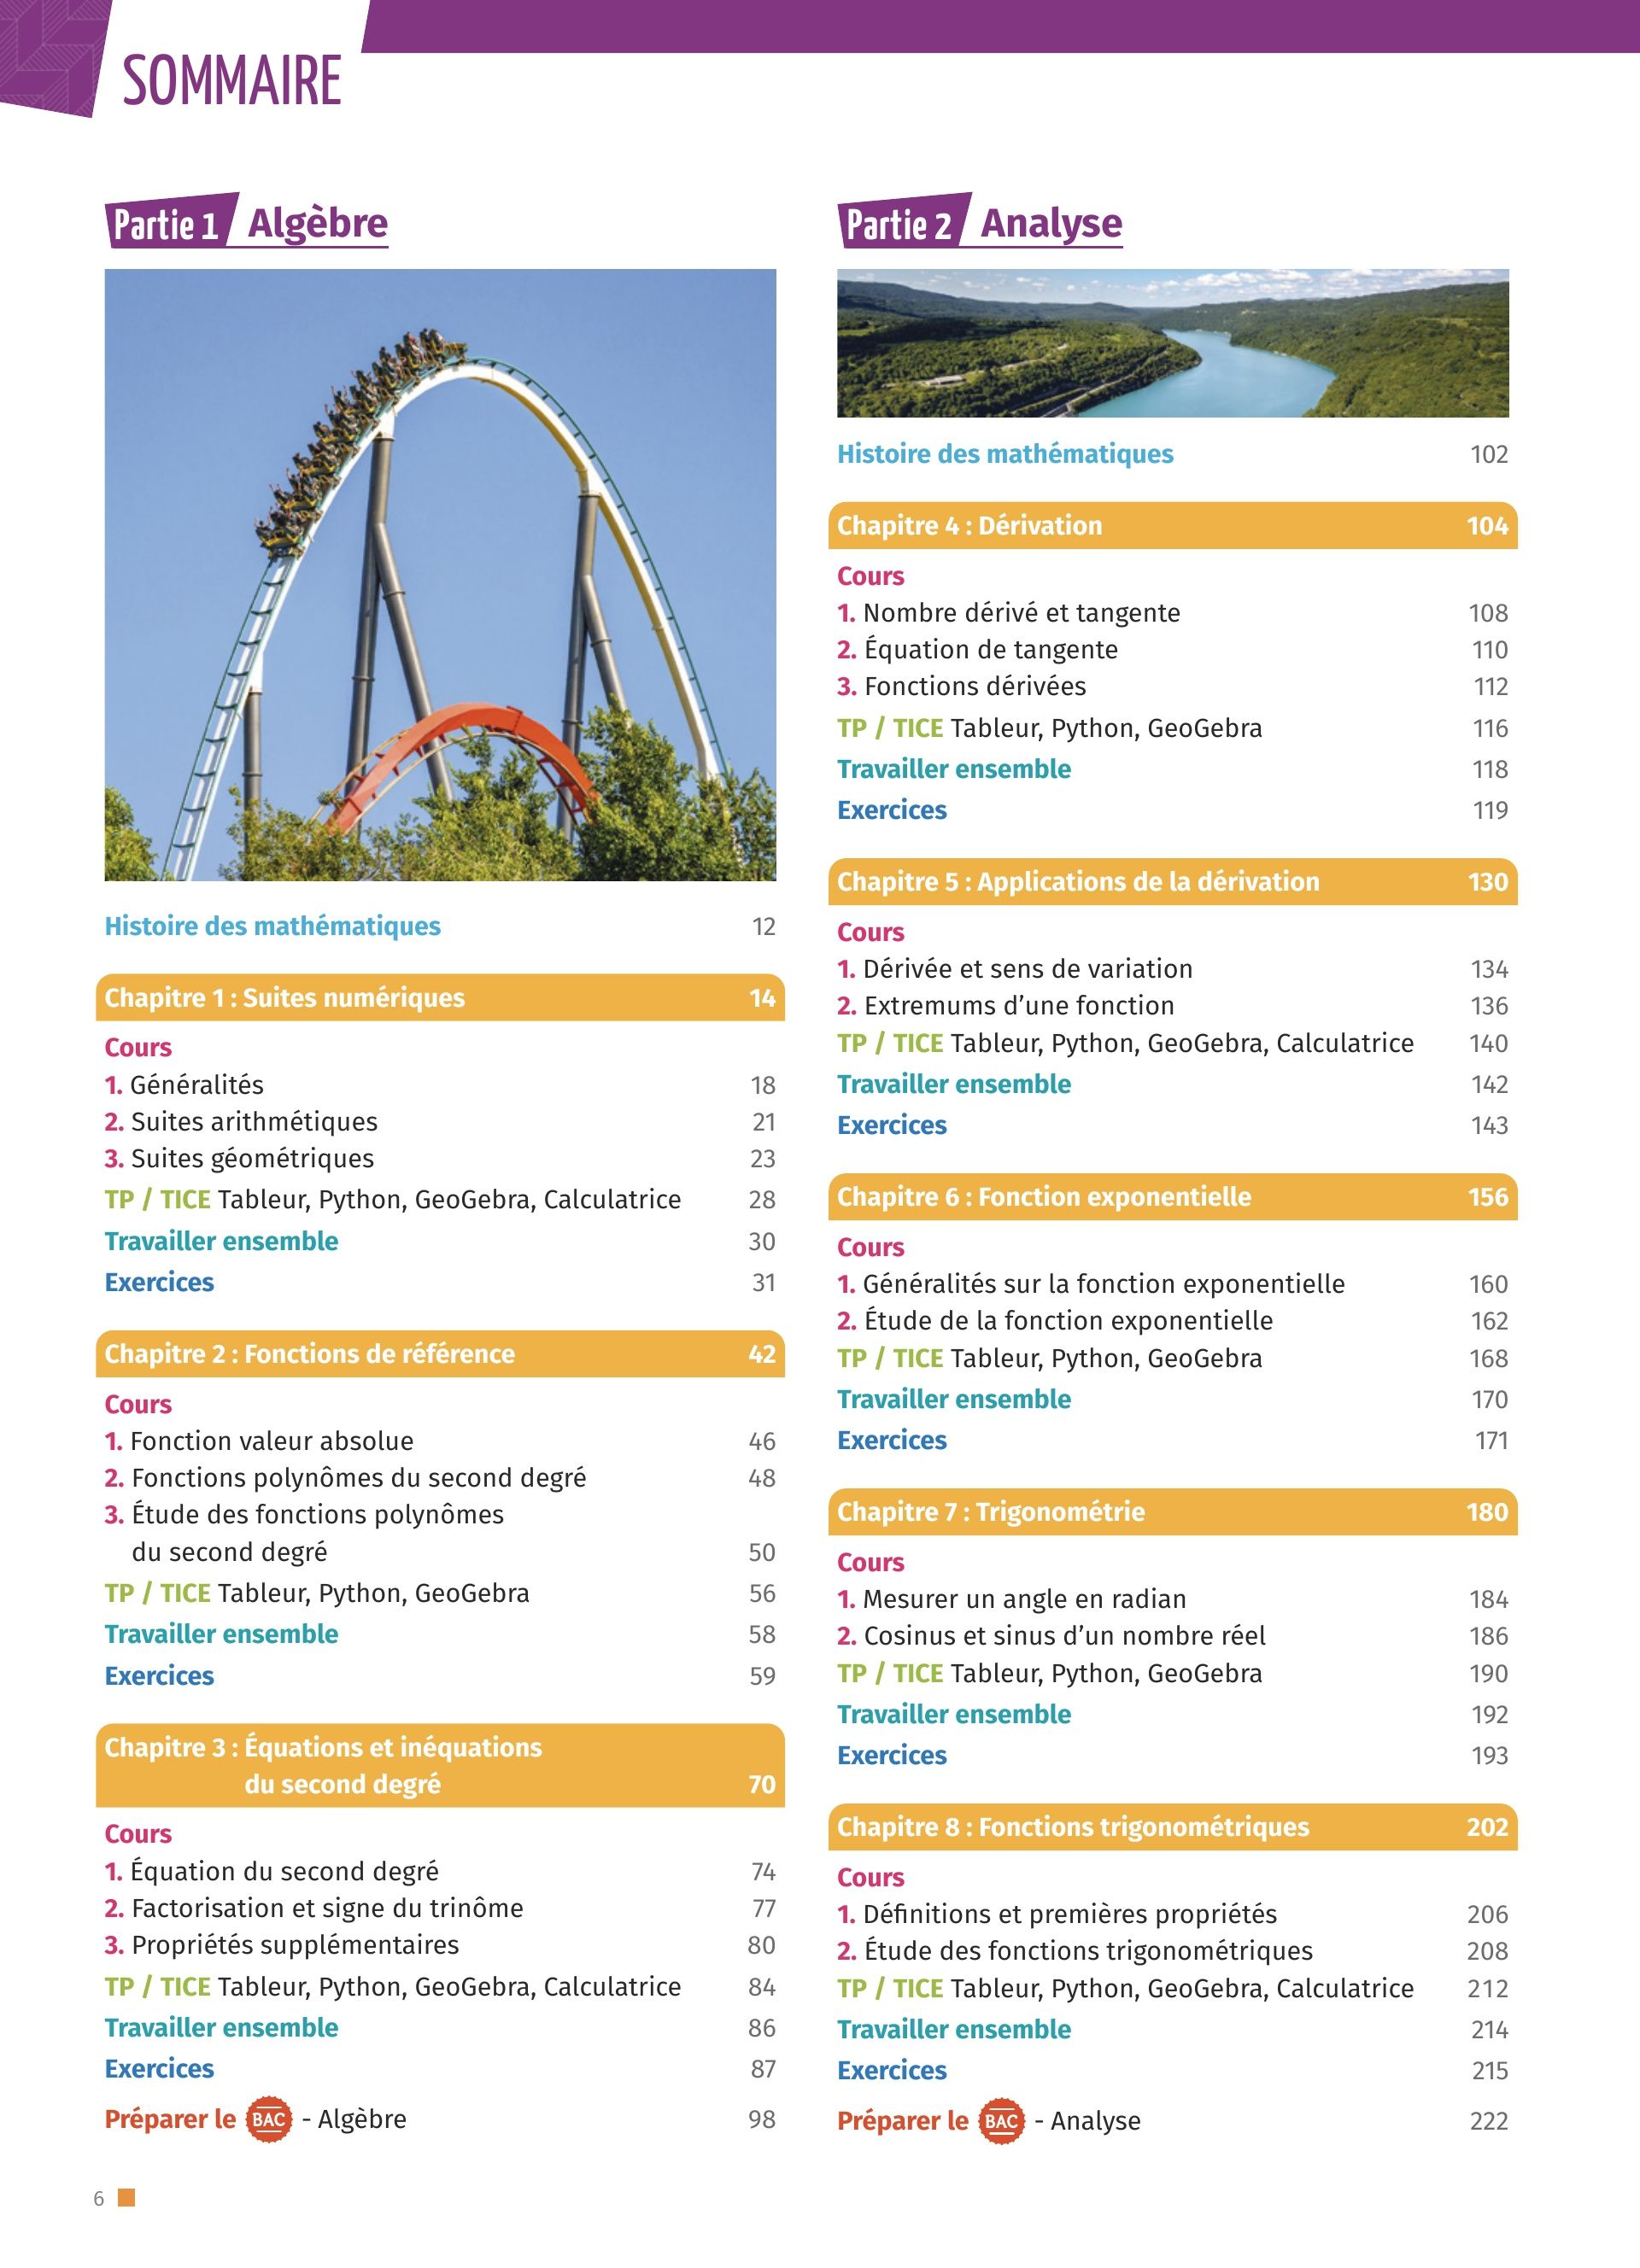 SOMMAIRE
Partie 1 Algèbre
Histoire des mathématiques 12
Chapitre 1 : Suites numériques 14
Cours
1. Généralités 18
2. Suites arithmétiques 21
3. Suites géométriques 23
TP / TICE Tableur, Python, GeoGebra, Calculatrice 28
Travailler ensemble 30
Exercices 31
Chapitre 2 : Fonctions de référence 42
Cours
1. Fonction valeur absolue 46
2. Fonctions polynômes du second degré 48
3. Étude des fonctions polynômes
du second degré 50
TP / TICE Tableur, Python, GeoGebra 56
Travailler ensemble 58
Exercices 59
Chapitre 3 : Équations et inéquations
du second degré 70
Cours
1. Équation du second degré 74
2. Factorisation et signe du trinôme 77
3. Propriétés supplémentaires 80
TP / TICE Tableur, Python, GeoGebra, Calculatrice 84
Travailler ensemble 86
Exercices 87
Préparer le BAC - Algèbre 98
Partie 2 Analyse
Histoire des mathématiques 102
Chapitre 4 : Dérivation 104
Cours
1. Nombre dérivé et tangente 108
2. Équation de tangente 110
3. Fonctions dérivées 112
TP / TICE Tableur, Python, GeoGebra 116
Travailler ensemble 118
Exercices 119
Chapitre 5 : Applications de la dérivation 130
Cours
1. Dérivée et sens de variation 134
2. Extremums d’une fonction 136
TP / TICE Tableur, Python, GeoGebra, Calculatrice 140
Travailler ensemble 142
Exercices 143
Chapitre 6 : Fonction exponentielle 156
Cours
1. Généralités sur la fonction exponentielle 160
2. Étude de la fonction exponentielle 162
TP / TICE Tableur, Python, GeoGebra 168
Travailler ensemble 170
Exercices 171
Chapitre 7 : Trigonométrie 180
Cours
1. Mesurer un angle en radian 184
2. Cosinus et sinus d’un nombre réel 186
TP / TICE Tableur, Python, GeoGebra 190
Travailler ensemble 192
Exercices 193
Chapitre 8 : Fonctions trigonométriques 202
Cours
1. Définitions et premières propriétés 206
2. Étude des fonctions trigonométriques 208
TP / TICE Tableur, Python, GeoGebra, Calculatrice 212
Travailler ensemble 214
Exercices 215
Préparer le BAC - Analyse 222
6